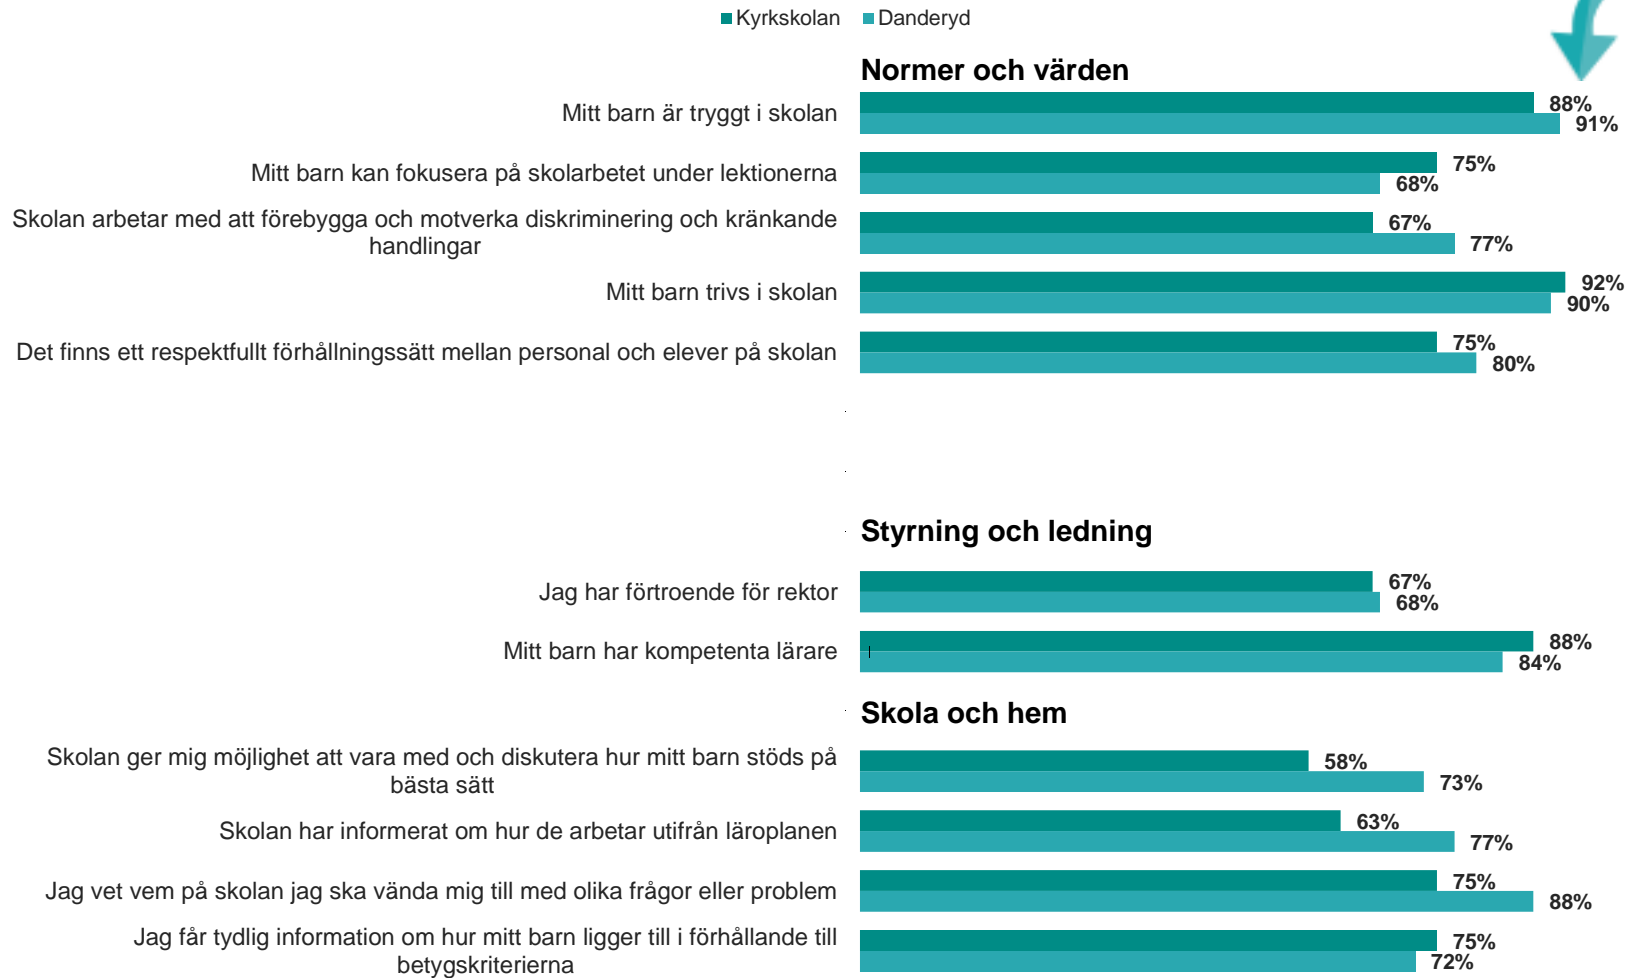 Kyrkskolan Danderyd
Normer och värden
Mitt barn är tryggt i skolan
88%
91%
Mitt barn kan fokusera på skolarbetet under lektionerna
75%
68%
Skolan arbetar med att förebygga och motverka diskriminering och kränkande
handlingar
67%
77%
Mitt barn trivs i skolan
92%
90%
Det finns ett respektfullt förhållningssätt mellan personal och elever på skolan
75%
80%
Styrning och ledning
Jag har förtroende för rektor
67%
68%
Mitt barn har kompetenta lärare
88%
84%
Skola och hem
Skolan ger mig möjlighet att vara med och diskutera hur mitt barn stöds på
bästa sätt
58%
73%
Skolan har informerat om hur de arbetar utifrån läroplanen
63%
77%
Jag vet vem på skolan jag ska vända mig till med olika frågor eller problem
75%
88%
Jag får tydlig information om hur mitt barn ligger till i förhållande till
betygskriterierna
75%
72%